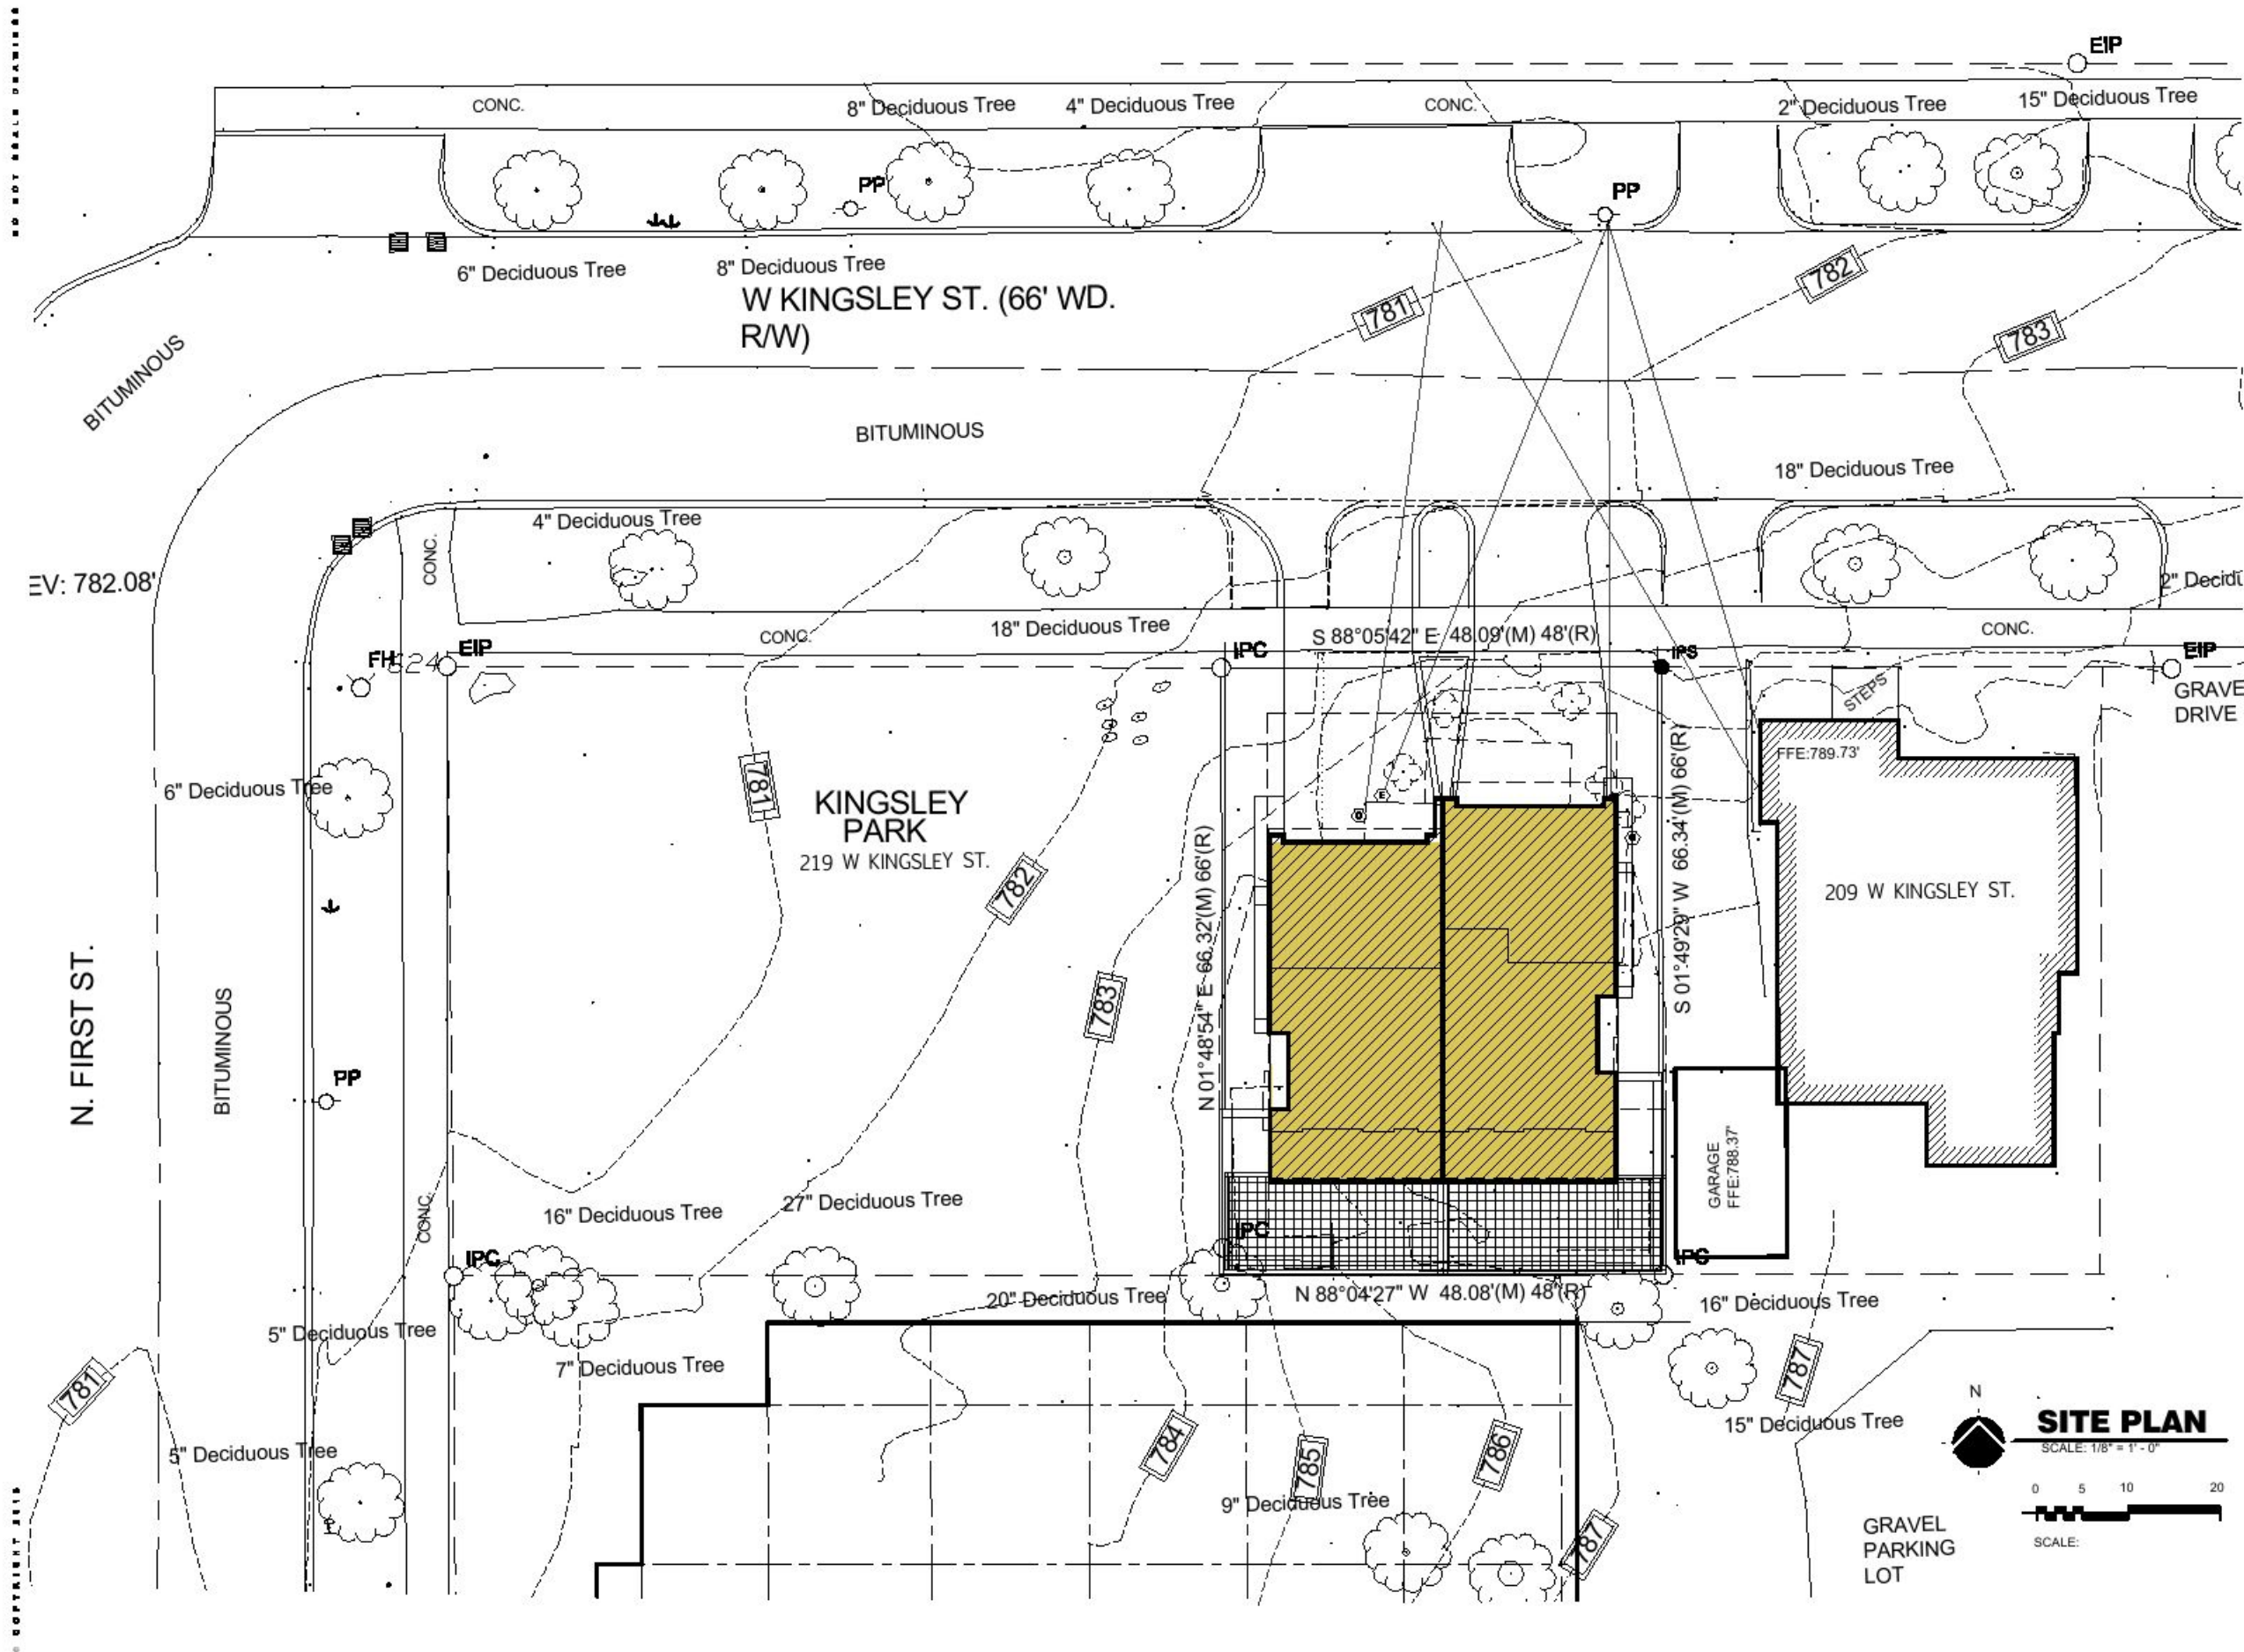 DO NOT SCALE DRAWINGS
EIP
CONC.
8" Deciduous Tree
4" Deciduous Tree
CONC.
2" Deciduous Tree
15" Deciduous Tree
PP
PP
6" Deciduous Tree
8" Deciduous Tree
W KINGSLEY ST. (66' WD.
R/W)
781
782
783
BITUMINOUS
BITUMINOUS
18" Deciduous Tree
4" Deciduous Tree
CONC.
EV: 782.08'
2" Decidu
CONC.
18" Deciduous Tree
S 88°05'42" E 48.09'(M) 48'(R)
CONC.
FH
524
EIP
IPC
IPS
EIP
GRAVE
DRIVE
STEPS
FFE:789.73'
6" Deciduous Tree
781
KINGSLEY
PARK
219 W KINGSLEY ST.
782
783
N 01°48'54" E 66.32'(M) 66'(R)
E
S 01°49'29" W 66.34'(M) 66'(R)
209 W KINGSLEY ST.
N. FIRST ST.
BITUMINOUS
PP
GARAGE
FFE:788.37'
CONC.
16" Deciduous Tree
27" Deciduous Tree
IPC
IPC
IPC
20" Deciduous Tree
N 88°04'27" W 48.08'(M) 48'(R)
16" Deciduous Tree
5" Deciduous Tree
7" Deciduous Tree
781
787
15" Deciduous Tree
5" Deciduous Tree
784
785
786
9" Deciduous Tree
787
N
SITE PLAN
SCALE: 1/8" = 1' - 0"
0 5 10 20
SCALE:
GRAVEL
PARKING
LOT